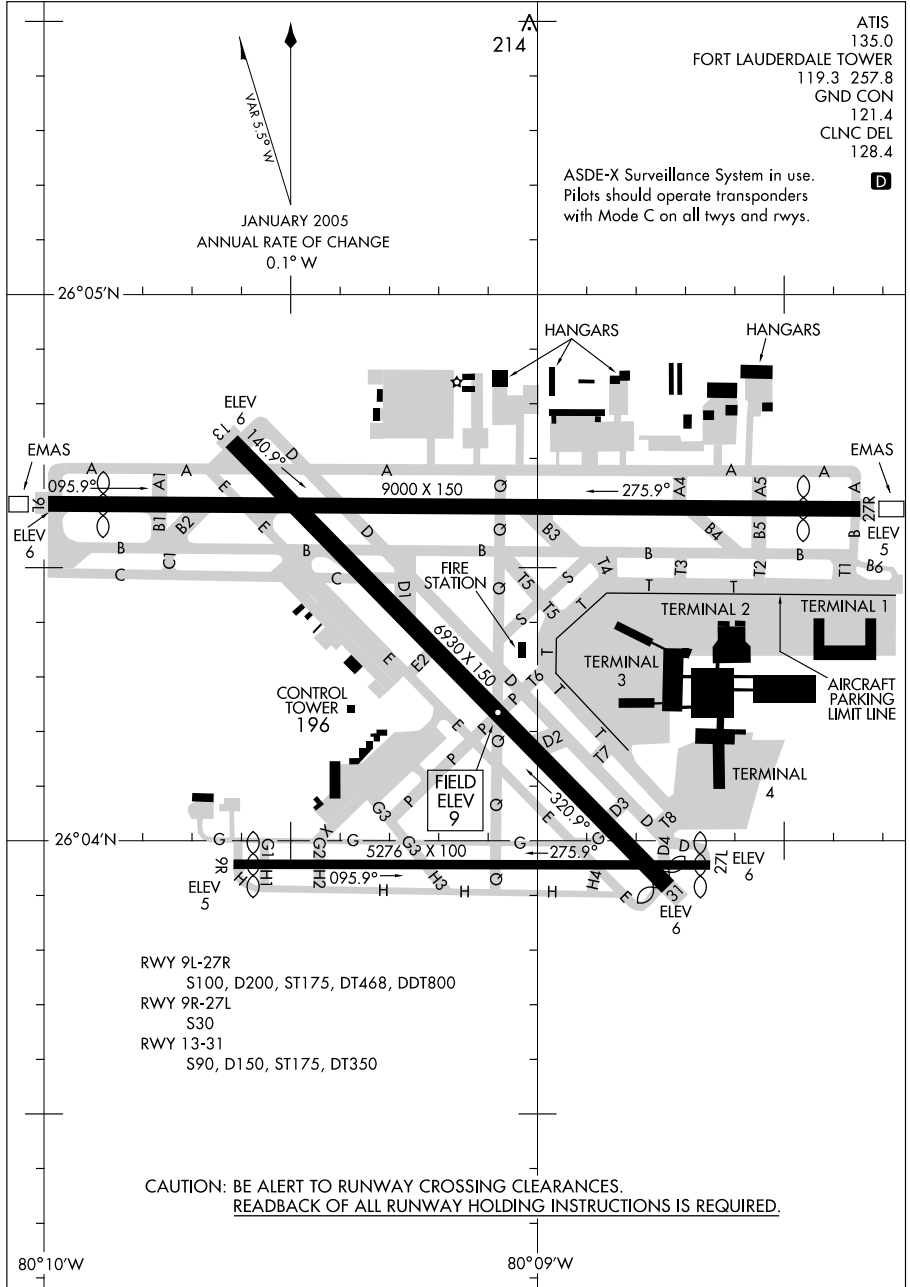 ATIS
135.0
FORT LAUDERDALE TOWER
119.3 257.8
GND CON
121.4
CLNC DEL
128.4
D
214
VAR 5.5° W
JANUARY 2005
ANNUAL RATE OF CHANGE
0.1° W
ASDE-X Surveillance System in use.
Pilots should operate transponders
with Mode C on all twys and rwys.
26°05'N
HANGARS
HANGARS
ELEV
6
13
140.9°
D
EMAS
EMAS
A
A1
A
A
A4
A
A5
A
A
095.9°
9000 X 150
275.9°
9L
27R
ELEV
6
ELEV
5
E
E
D
Q
Q
B1
B2
B3
B4
B5
B
B
B
B
B
B
B6
C1
C
C
D1
FIRE
STATION
Q
T5
S
T4
T3
T2
T1
S
T5
T
T
T
TERMINAL 2
TERMINAL 1
6930 X 150
E
E2
T
TERMINAL
3
D
P
T6
T
AIRCRAFT
PARKING
LIMIT LINE
CONTROL
TOWER
196
E
P
Q
D2
T
T7
TERMINAL
4
FIELD
ELEV
9
P
P
G3
Q
320.9°
E
D3
D
T8
26°04'N
G
G1
X
G2
G
G3
G
G
D4
D
9R
5276 X 100
275.9°
27L
ELEV
6
ELEV
5
H
H1
H2
095.9°
H
H3
H
Q
H
H4
E
31
ELEV
6
RWY 9L-27R
S100, D200, ST175, DT468, DDT800
RWY 9R-27L
S30
RWY 13-31
S90, D150, ST175, DT350
CAUTION: BE ALERT TO RUNWAY CROSSING CLEARANCES.
READBACK OF ALL RUNWAY HOLDING INSTRUCTIONS IS REQUIRED.
80°10'W
80°09'W